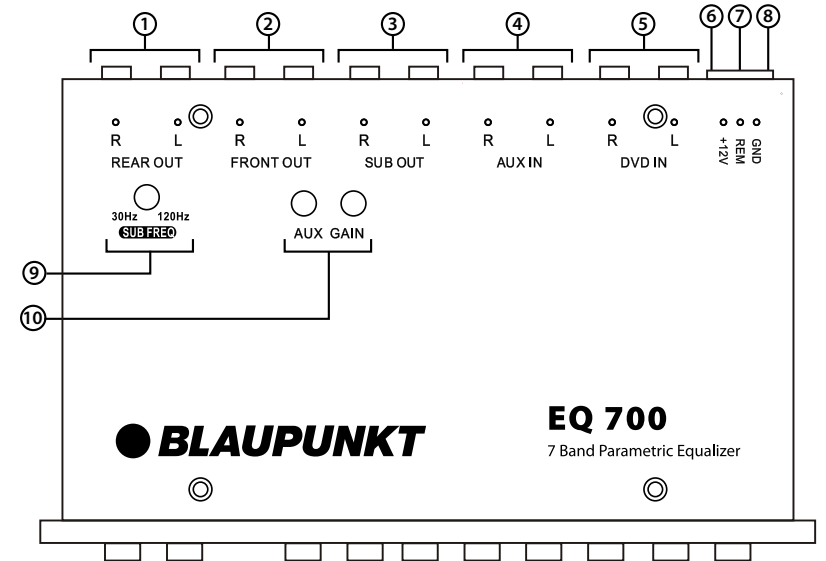 1 2 3 4 5 6 7 8
R L R L R L R L R L +12V REM GND
REAR OUT FRONT OUT SUB OUT AUX IN DVD IN
30Hz 120Hz
SUB FREQ
AUX GAIN
9
10
BLAUPUNKT
EQ 700
7 Band Parametric Equalizer